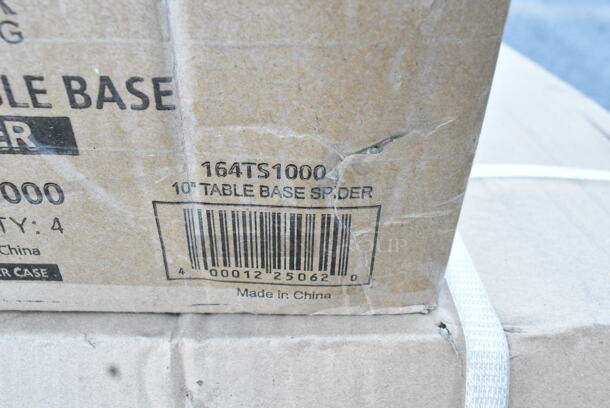 K
G
BLE BASE
ER
000
TY: 4
China
ER CASE
164TS1000
10" TABLE BASE SPIDER
4 00012 25062 0
Made in China